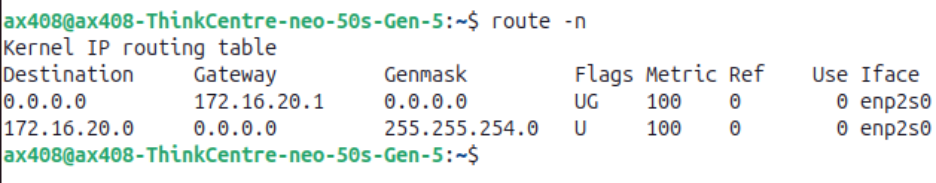 ax408@ax408-ThinkCentre-neo-50s-Gen-5:~$ route -n
Kernel IP routing table
Destination     Gateway         Genmask         Flags Metric Ref    Use Iface
0.0.0.0         172.16.20.1     0.0.0.0         UG    100    0        0 enp2s0
172.16.20.0     0.0.0.0         255.255.254.0   U     100    0        0 enp2s0
ax408@ax408-ThinkCentre-neo-50s-Gen-5:~$